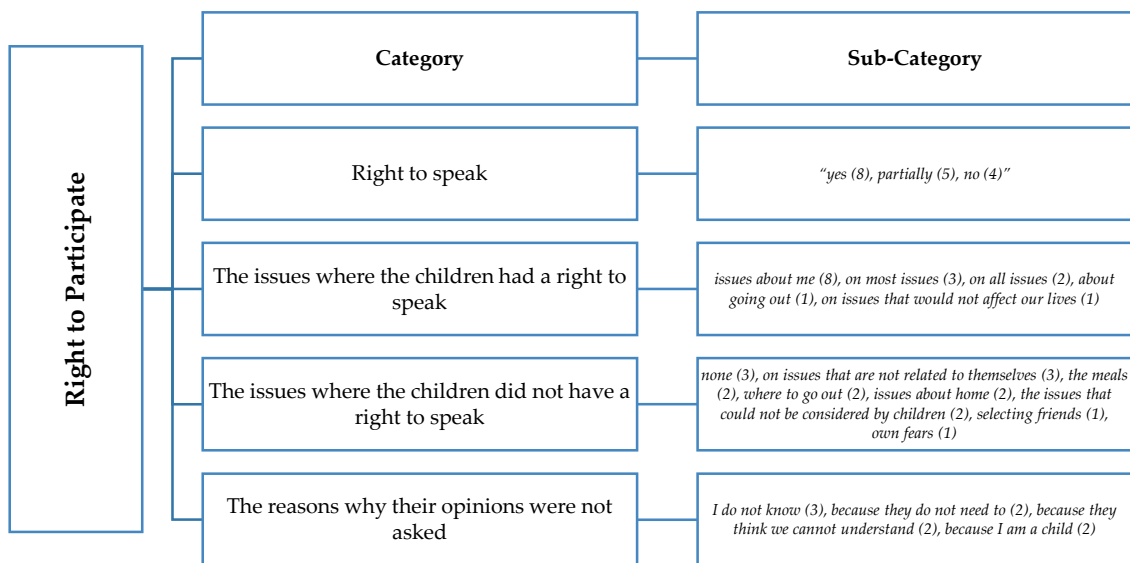 Right to Participate
Category
Sub-Category
Right to speak
“yes (8), partially (5), no (4)”
The issues where the children had a right to
speak
issues about me (8), on most issues (3), on all issues (2), about
going out (1), on issues that would not affect our lives (1)
The issues where the children did not have a
right to speak
none (3), on issues that are not related to themselves (3), the meals
(2), where to go out (2), issues about home (2), the issues that
could not be considered by children (2), selecting friends (1),
own fears (1)
The reasons why their opinions were not
asked
I do not know (3), because they do not need to (2), because they
think we cannot understand (2), because I am a child (2)